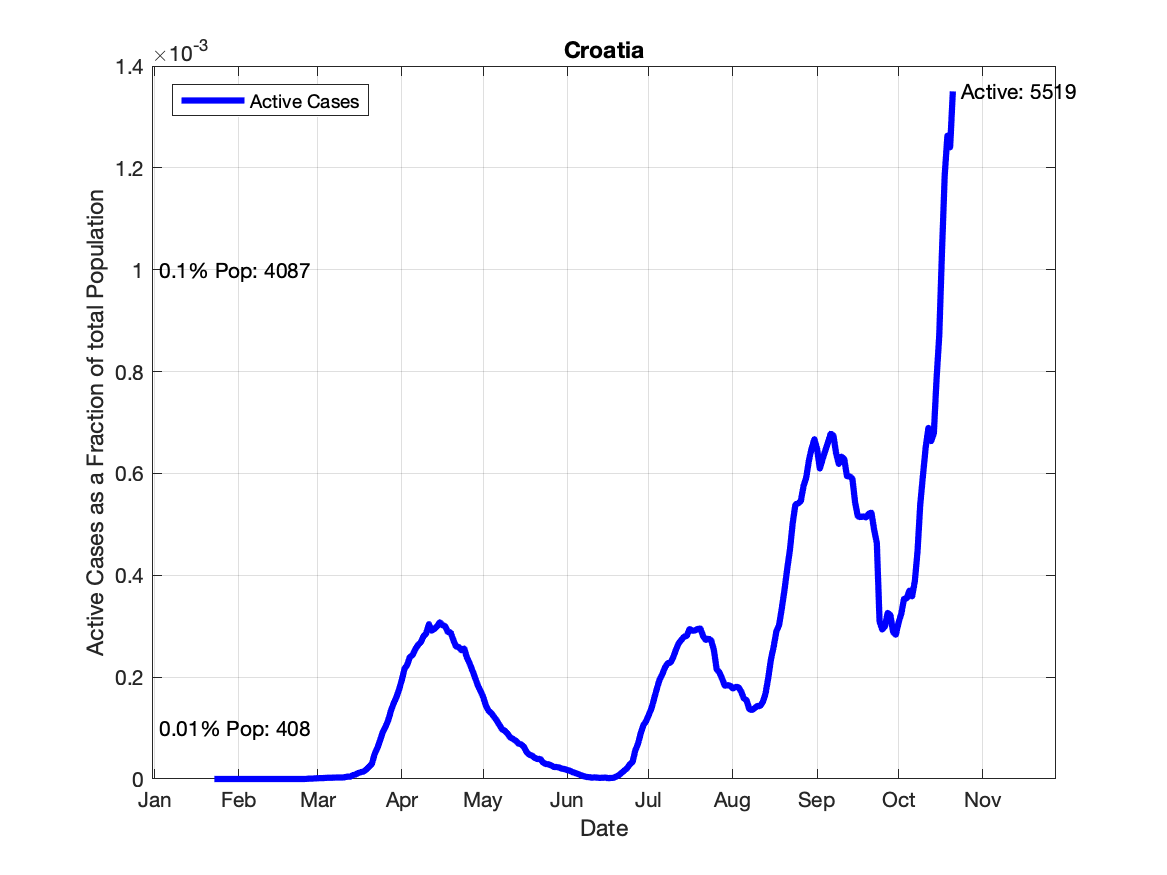 Croatia
×10-3
1.4
Active Cases
Active: 5519
1.2
0.1% Pop: 4087
1
0.8
0.6
0.4
0.2
0.01% Pop: 408
0
Active Cases as a Fraction of total Population
Jan Feb Mar Apr May Jun Jul Aug Sep Oct Nov
Date